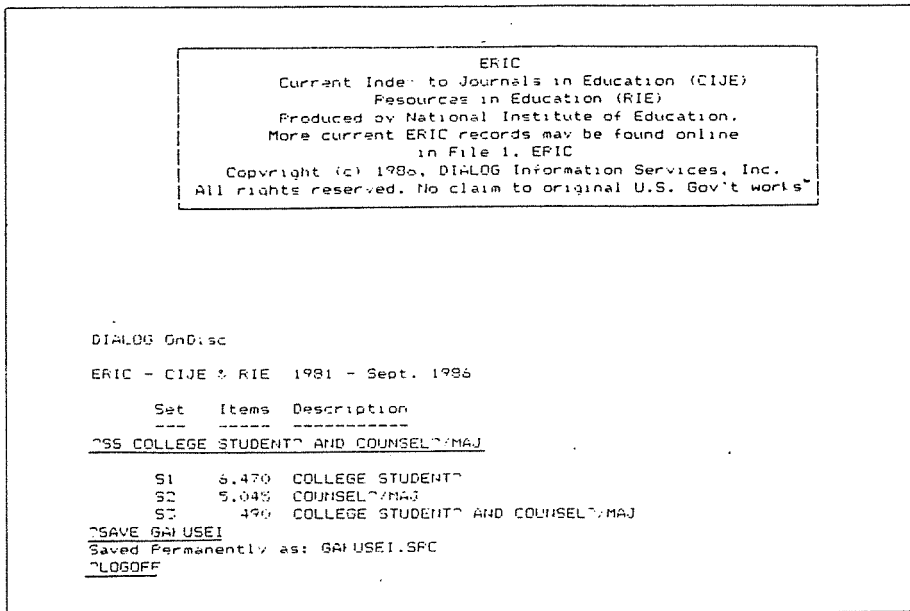 ERIC
Current Index to Journals in Education (CIJE)
Resources in Education (RIE)
Produced by National Institute of Education.
More current ERIC records may be found online
in File 1, ERIC
Copyright (c) 1986, DIALOG Information Services, Inc.
All rights reserved. No claim to original U.S. Gov't works
DIALOG OnDisc
ERIC - CIJE & RIE 1981 - Sept. 1986
Set Items Description
--- ----- -----------
?SS COLLEGE STUDENT? AND COUNSEL?/MAJ
S1 6,470 COLLEGE STUDENT?
S2 5,045 COUNSEL?/MAJ
S3 490 COLLEGE STUDENT? AND COUNSEL?/MAJ
?SAVE GAKUSEI
Saved Permanently as: GAKUSEI.SRC
?LOGOFF